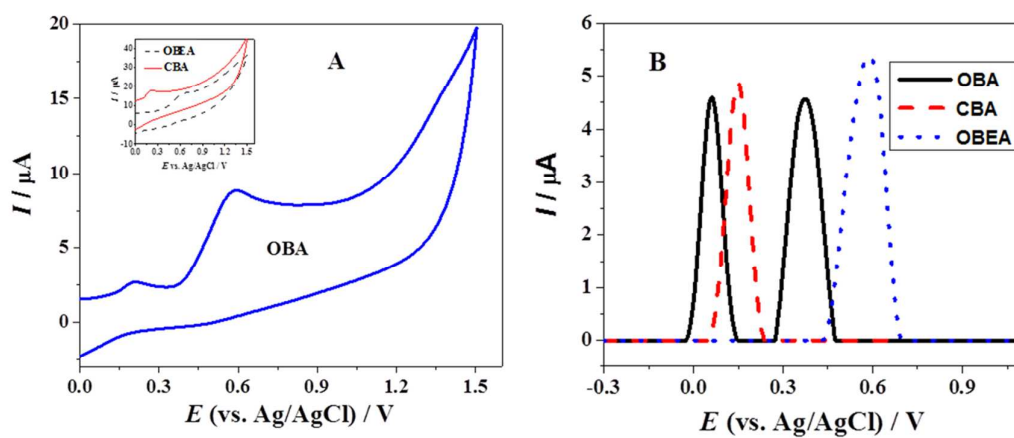 A
20
15
10
5
0
I / μA
0.0 0.3 0.6 0.9 1.2 1.5
E (vs. Ag/AgCl) / V
OBA
40
30
20
10
0
-10
I / μA
OBEA
CBA
0.0 0.3 0.6 0.9 1.2 1.5
E vs. Ag/AgCl / V
B
6
5
4
3
2
1
0
I / μA
-0.3 0.0 0.3 0.6 0.9
E (vs. Ag/AgCl) / V
OBA
CBA
OBEA